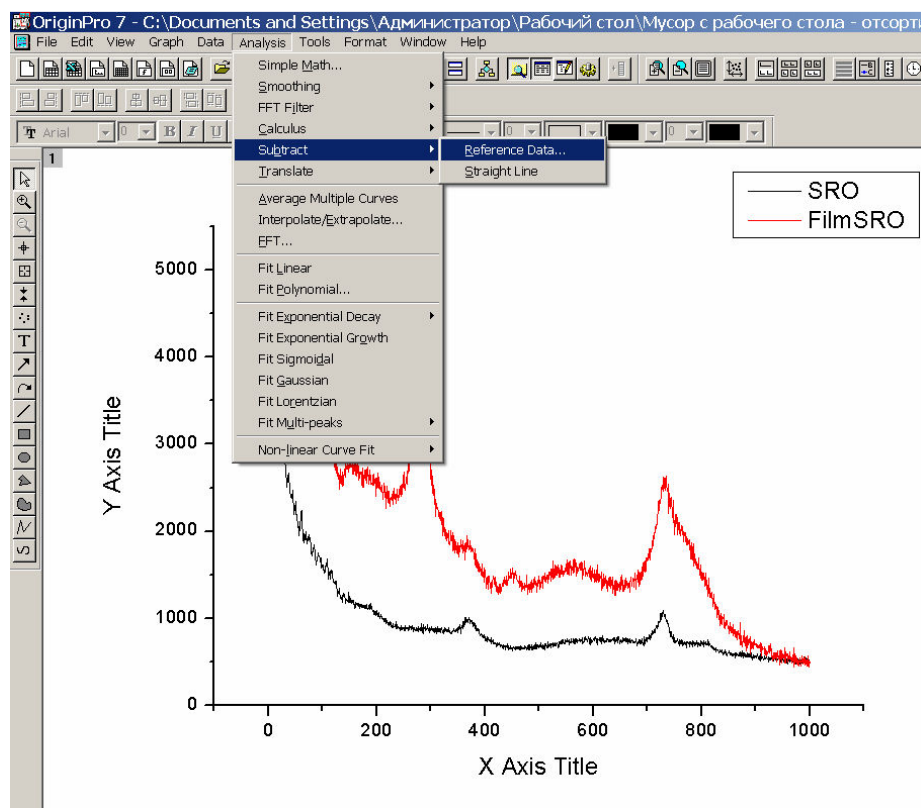 OriginPro 7 - C:\Documents and Settings\Администратор\Рабочий стол\Мусор с рабочего стола - отсорти
File Edit View Graph Data Analysis Tools Format Window Help
Simple Math...
Smoothing
FFT Filter
Calculus
Subtract
Translate
Average Multiple Curves
Interpolate/Extrapolate...
FFT...
Fit Linear
Fit Polynomial...
Fit Exponential Decay
Fit Exponential Growth
Fit Sigmoidal
Fit Gaussian
Fit Lorentzian
Fit Multi-peaks
Non-linear Curve Fit
Reference Data...
Straight Line
Arial 0 B I U 0 0
1
SRO
FilmSRO
5000
4000
3000
2000
1000
0
Y Axis Title
0 200 400 600 800 1000
X Axis Title